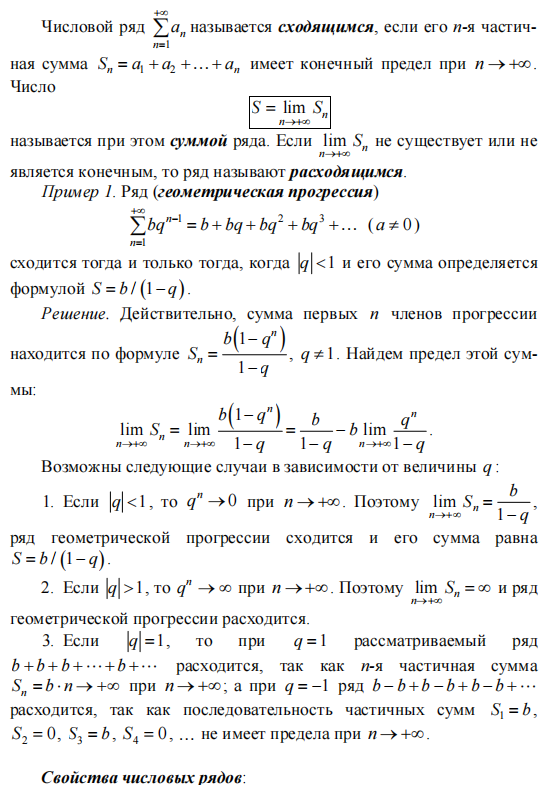 Числовой ряд $\sum_{n=1}^{+\infty} a_n$ называется сходящимся, если его n-я частич-
ная сумма $S_n = a_1 + a_2 + \ldots + a_n$ имеет конечный предел при $n \to +\infty$.
Число
$S = \lim_{n \to +\infty} S_n$
называется при этом суммой ряда. Если $\lim_{n \to +\infty} S_n$ не существует или не
является конечным, то ряд называют расходящимся.
Пример 1. Ряд (геометрическая прогрессия)
$\sum_{n=1}^{+\infty} bq^{n-1} = b + bq + bq^2 + bq^3 + \ldots \ (a \neq 0)$
сходится тогда и только тогда, когда $|q| < 1$ и его сумма определяется
формулой $S = b / (1 - q)$.
Решение. Действительно, сумма первых n членов прогрессии
находится по формуле $S_n = \frac{b(1 - q^n)}{1 - q}$, $q \neq 1$. Найдем предел этой сум-
мы:
$\lim_{n \to +\infty} S_n = \lim_{n \to +\infty} \frac{b(1 - q^n)}{1 - q} = \frac{b}{1 - q} - b \lim_{n \to +\infty} \frac{q^n}{1 - q}.$
Возможны следующие случаи в зависимости от величины $q$:
1. Если $|q| < 1$, то $q^n \to 0$ при $n \to +\infty$. Поэтому $\lim_{n \to +\infty} S_n = \frac{b}{1 - q}$,
ряд геометрической прогрессии сходится и его сумма равна
$S = b / (1 - q)$.
2. Если $|q| > 1$, то $q^n \to \infty$ при $n \to +\infty$. Поэтому $\lim_{n \to +\infty} S_n = \infty$ и ряд
геометрической прогрессии расходится.
3. Если $|q| = 1$, то при $q = 1$ рассматриваемый ряд
$b + b + b + \cdots + b + \cdots$ расходится, так как n-я частичная сумма
$S_n = b \cdot n \to +\infty$ при $n \to +\infty$; а при $q = -1$ ряд $b - b + b - b + b - b + \cdots$
расходится, так как последовательность частичных сумм $S_1 = b$,
$S_2 = 0$, $S_3 = b$, $S_4 = 0$, … не имеет предела при $n \to +\infty$.
Свойства числовых рядов: